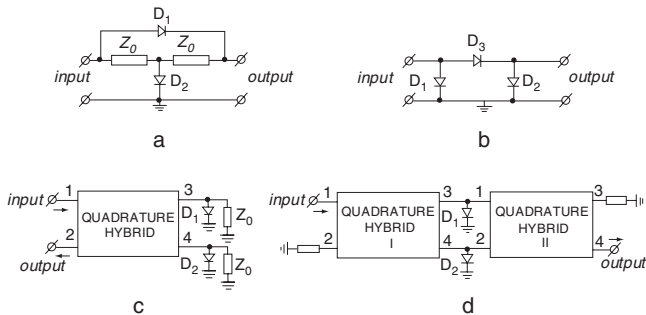 D1
Z0 Z0
input D2 output
a
D3
input D1 D2 output
b
input 1 3
QUADRATURE
HYBRID
D1 Z0
2 4
output D2 Z0
c
input 1 3 1 3
QUADRATURE
HYBRID
I
D1
QUADRATURE
HYBRID
II
2 4 2 4
D2 output
d